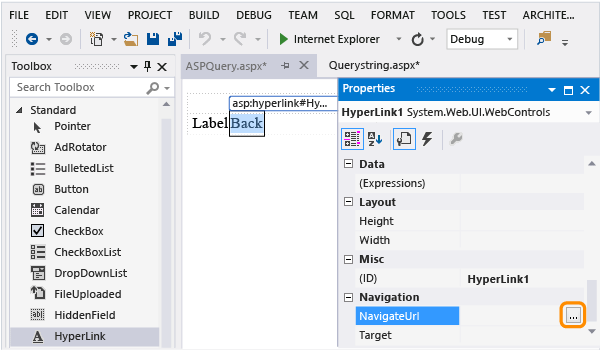 FILE EDIT VIEW PROJECT BUILD DEBUG TEAM SQL FORMAT TOOLS TEST ARCHITE...
Internet Explorer Debug
Toolbox
Search Toolbox
Standard
Pointer
AdRotator
BulletedList
Button
Calendar
CheckBox
CheckBoxList
DropDownList
FileUploaded
HiddenField
HyperLink
ASPQuery.aspx* Querystring.aspx*
asp:hyperlink#Hy...
Label Back
Properties
HyperLink1 System.Web.UI.WebControls
Data
(Expressions)
Layout
Height
Width
Misc
(ID) HyperLink1
Navigation
NavigateUrl ...
Target